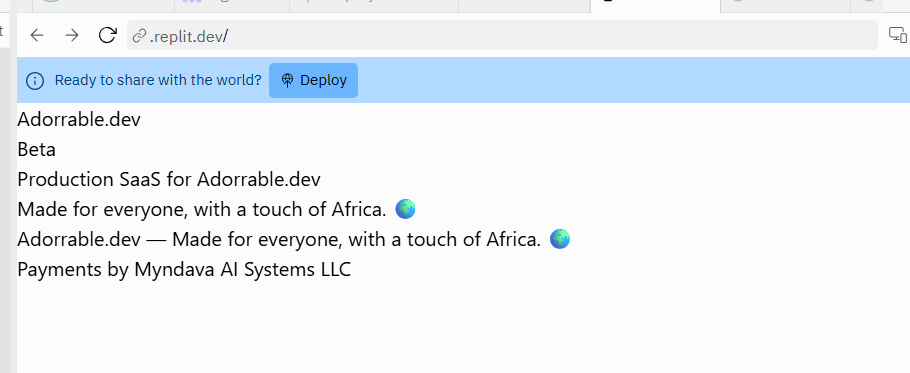 .replit.dev/
Ready to share with the world? Deploy
Adorrable.dev
Beta
Production SaaS for Adorrable.dev
Made for everyone, with a touch of Africa. 🌍
Adorrable.dev — Made for everyone, with a touch of Africa. 🌍
Payments by Myndava AI Systems LLC